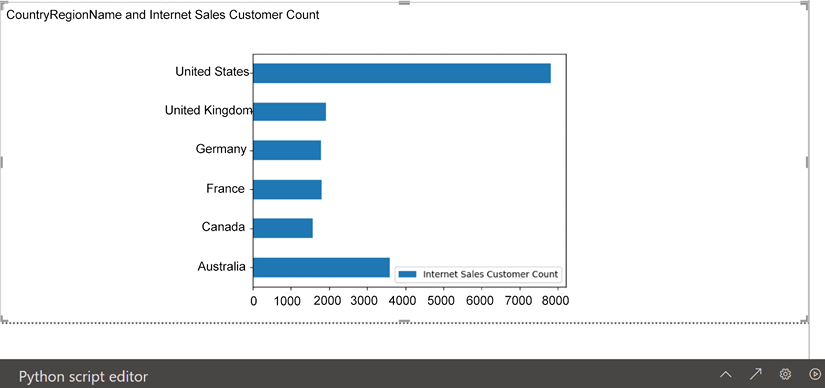 CountryRegionName and Internet Sales Customer Count
United States
United Kingdom
Germany
France
Canada
Australia
Internet Sales Customer Count
0 1000 2000 3000 4000 5000 6000 7000 8000
Python script editor